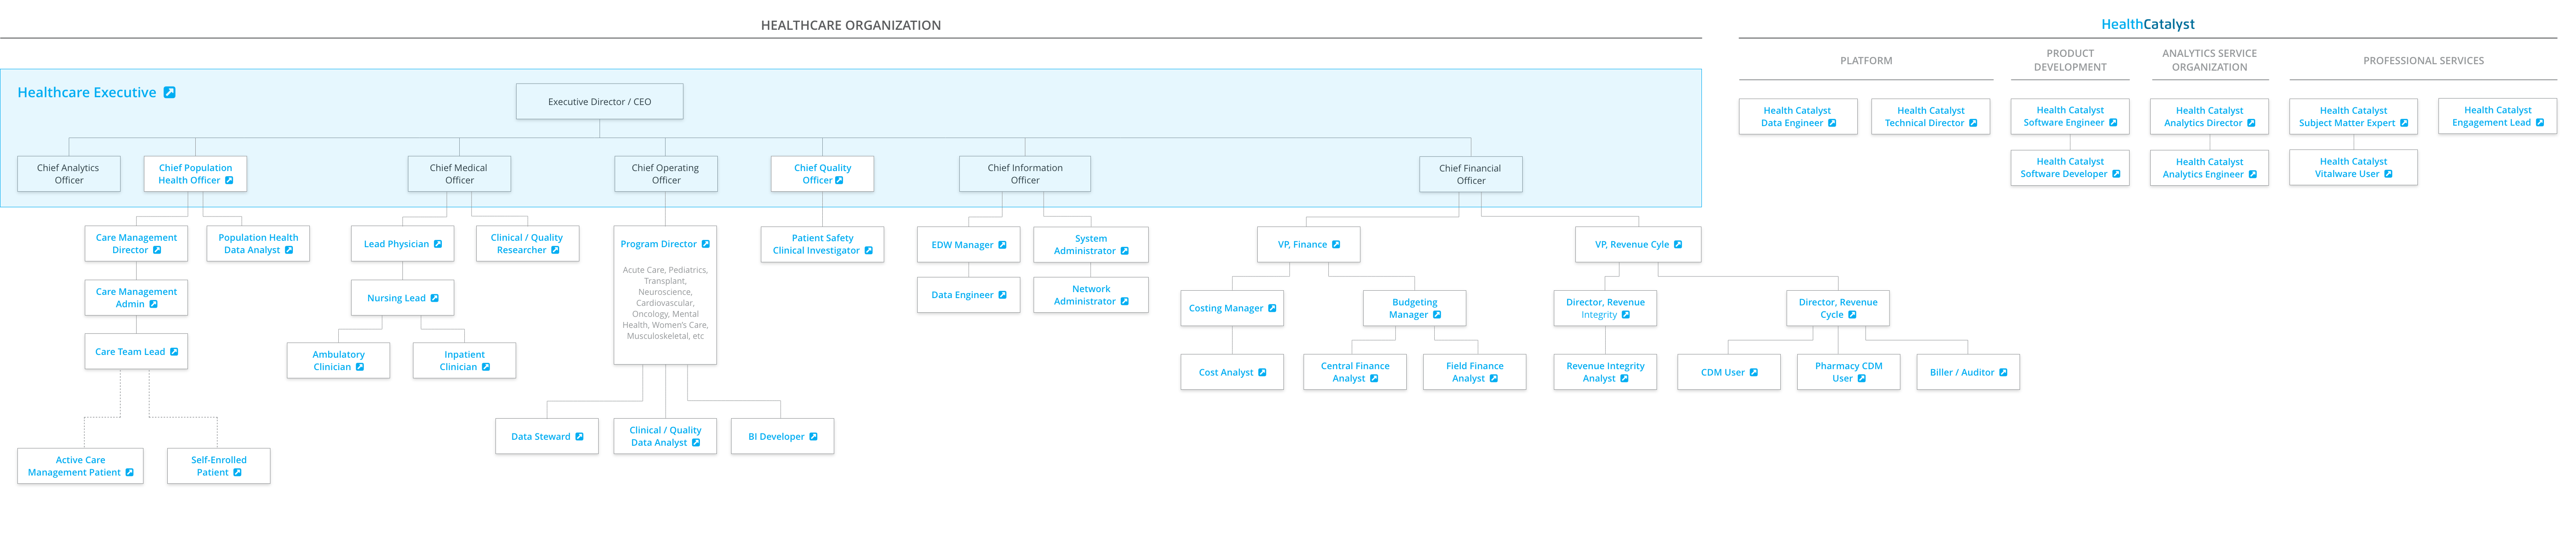 HEALTHCARE ORGANIZATION
HealthCatalyst
PLATFORM
PRODUCT
DEVELOPMENT
ANALYTICS SERVICE
ORGANIZATION
PROFESSIONAL SERVICES
Healthcare Executive
Executive Director / CEO
Health Catalyst
Data Engineer
Health Catalyst
Technical Director
Health Catalyst
Software Engineer
Health Catalyst
Analytics Director
Health Catalyst
Subject Matter Expert
Health Catalyst
Engagement Lead
Chief Analytics
Officer
Chief Population
Health Officer
Chief Medical
Officer
Chief Operating
Officer
Chief Quality
Officer
Chief Information
Officer
Chief Financial
Officer
Health Catalyst
Software Developer
Health Catalyst
Analytics Engineer
Health Catalyst
Vitalware User
Care Management
Director
Population Health
Data Analyst
Lead Physician
Clinical / Quality
Researcher
Program Director
Acute Care, Pediatrics,
Transplant,
Neuroscience,
Cardiovascular,
Oncology, Mental
Health, Women's Care,
Musculoskeletal, etc
Patient Safety
Clinical Investigator
EDW Manager
System
Administrator
VP, Finance
VP, Revenue Cyle
Care Management
Admin
Nursing Lead
Data Engineer
Network
Administrator
Costing Manager
Budgeting
Manager
Director, Revenue
Integrity
Director, Revenue
Cycle
Care Team Lead
Ambulatory
Clinician
Inpatient
Clinician
Cost Analyst
Central Finance
Analyst
Field Finance
Analyst
Revenue Integrity
Analyst
CDM User
Pharmacy CDM
User
Biller / Auditor
Data Steward
Clinical / Quality
Data Analyst
BI Developer
Active Care
Management Patient
Self-Enrolled
Patient